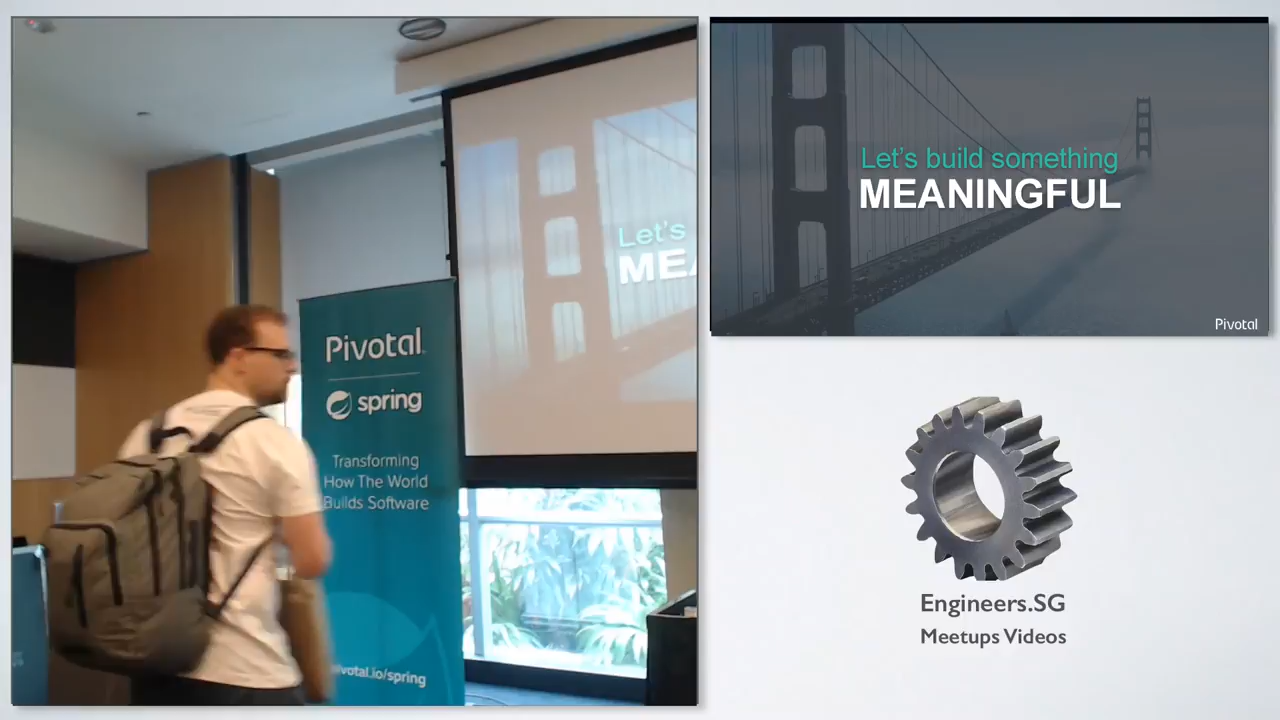 Let's
MEA
Pivotal
spring
Transforming
How The World
Builds Software
pivotal.io/spring
Let's build something
MEANINGFUL
Pivotal
Engineers.SG
Meetups Videos